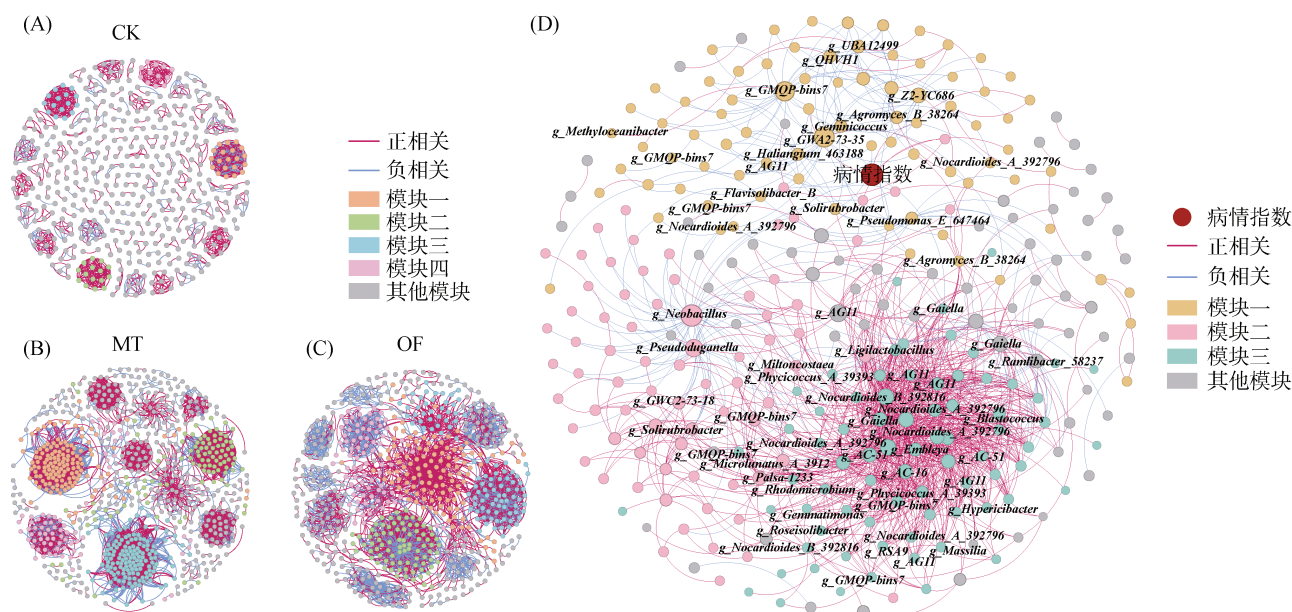 (A)
CK
正相关
负相关
模块一
模块二
模块三
模块四
其他模块
(B)
MT
(C)
OF
(D)
g_UBA12499
g_QHVH1
g_GMQP-bins7
g_Z2-YC686
g_Agromyces_B_38264
g_Methyloceanibacter
g_Geminicoccus
g_GWA2-73-35
g_GMQP-bins7
g_Haliangium_463188
g_AG11
g_Nocardioides_A_392796
病情指数
g_Flavisolibacter_B
g_GMQP-bins7
g_Solirubrobacter
g_Nocardioides_A_392796
g_Pseudomonas_E_647464
g_Agromyces_B_38264
g_Neobacillus
g_AG11
g_Gaiella
g_Pseudoduganella
g_Ligilactobacillus
g_Gaiella
g_Miltoncostaea
g_Ramlibacter_58237
g_Phycicoccus_A_39393
g_AG11
g_AG11
g_GWC2-73-18
g_Nocardioides_B_392816
g_GMQP-bins7
g_Nocardioides_A_392796
g_Gaiella
g_Blastococcus
g_Solirubrobacter
g_Nocardioides_A_392796
g_Nocardioides_A_392796
g_GMQP-bins7
g_AC-51
g_Embleya
g_AC-51
g_Microlunatus_A_3912
g_Palsa-1233
g_AC-16
g_AG11
g_Rhodomicrobium
g_Phycicoccus_A_39393
g_GMQP-bins7
g_Hypericibacter
g_Gemmatimonas
g_Roseisolibacter
g_Nocardioides_A_392796
g_Nocardioides_B_392816
g_RSA9
g_Massilia
g_AG11
g_GMQP-bins7
病情指数
正相关
负相关
模块一
模块二
模块三
其他模块